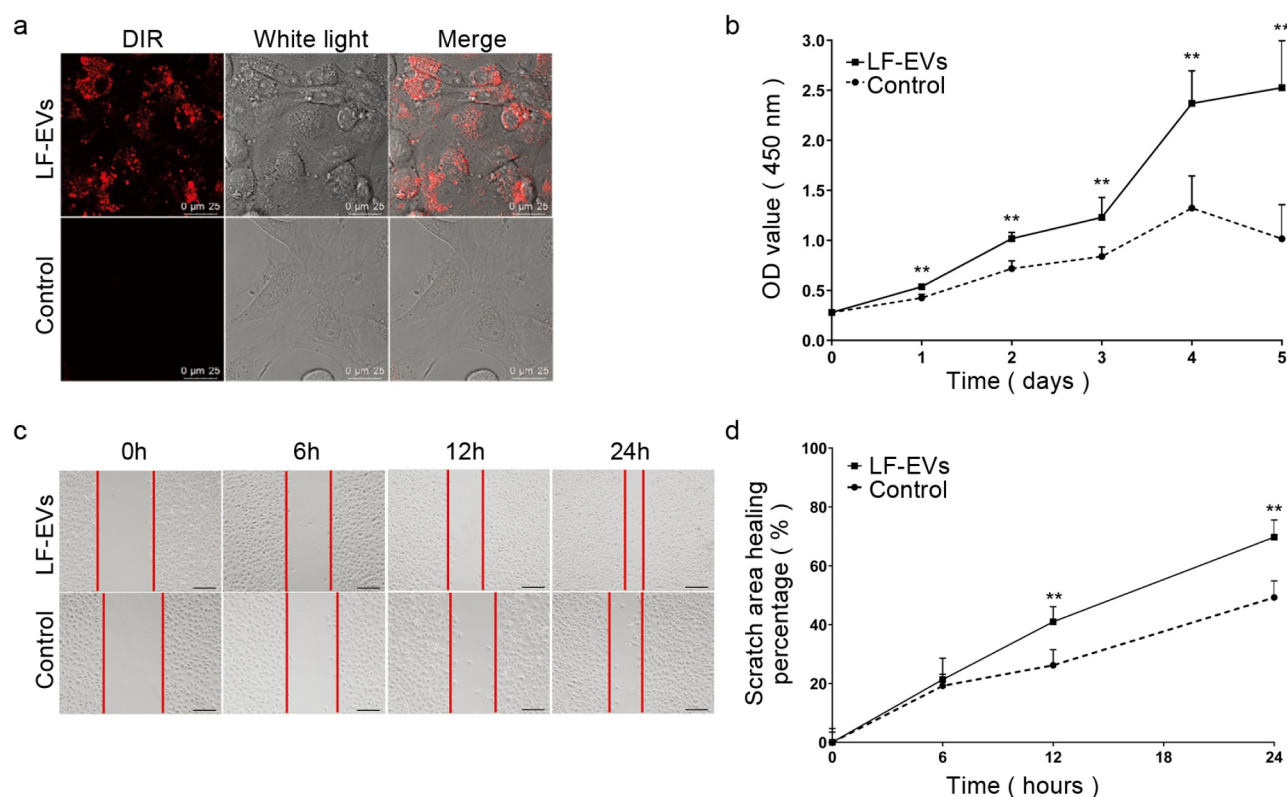 a
DIR White light Merge
LF-EVs
0 μm 25 0 μm 25 0 μm 25
Control
0 μm 25 0 μm 25 0 μm 25
b
LF-EVs
Control
OD value ( 450 nm )
3.0
2.5
2.0
1.5
1.0
0.5
0.0
** ** ** ** **
0 1 2 3 4 5
Time ( days )
c
0h 6h 12h 24h
LF-EVs
Control
d
LF-EVs
Control
Scratch area healing
percentage ( % )
100
80
60
40
20
0
** **
0 6 12 18 24
Time ( hours )